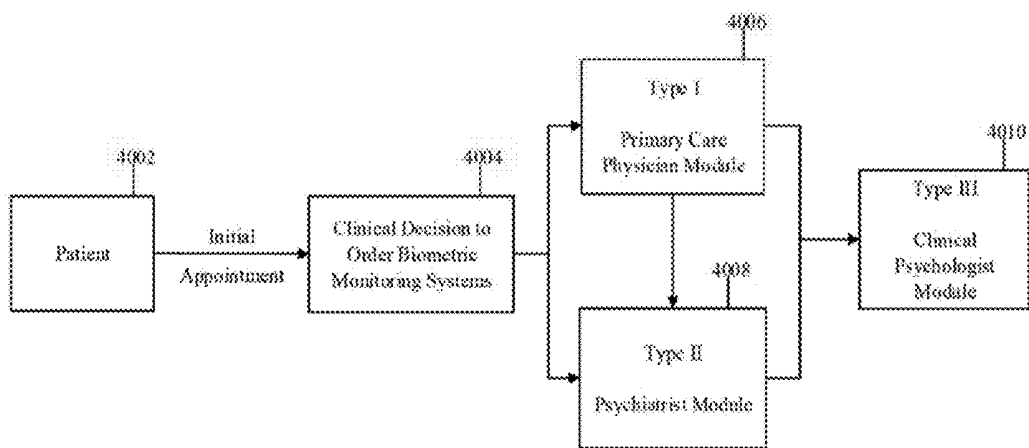 4002
Patient
Initial
Appointment
4004
Clinical Decision to
Order Biometric
Monitoring Systems
4006
Type I
Primary Care
Physician Module
4008
Type II
Psychiatrist Module
4010
Type III
Clinical
Psychologist
Module